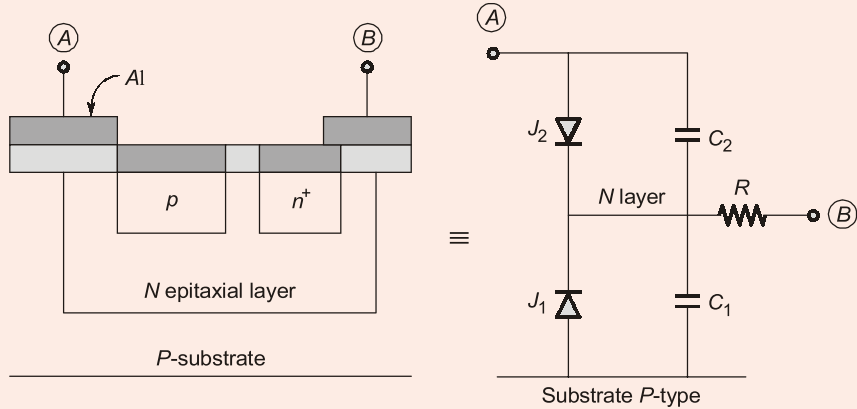 A
B
Al
p
n+
N epitaxial layer
P-substrate
≡
A
J2
C2
N layer
R
B
J1
C1
Substrate P-type